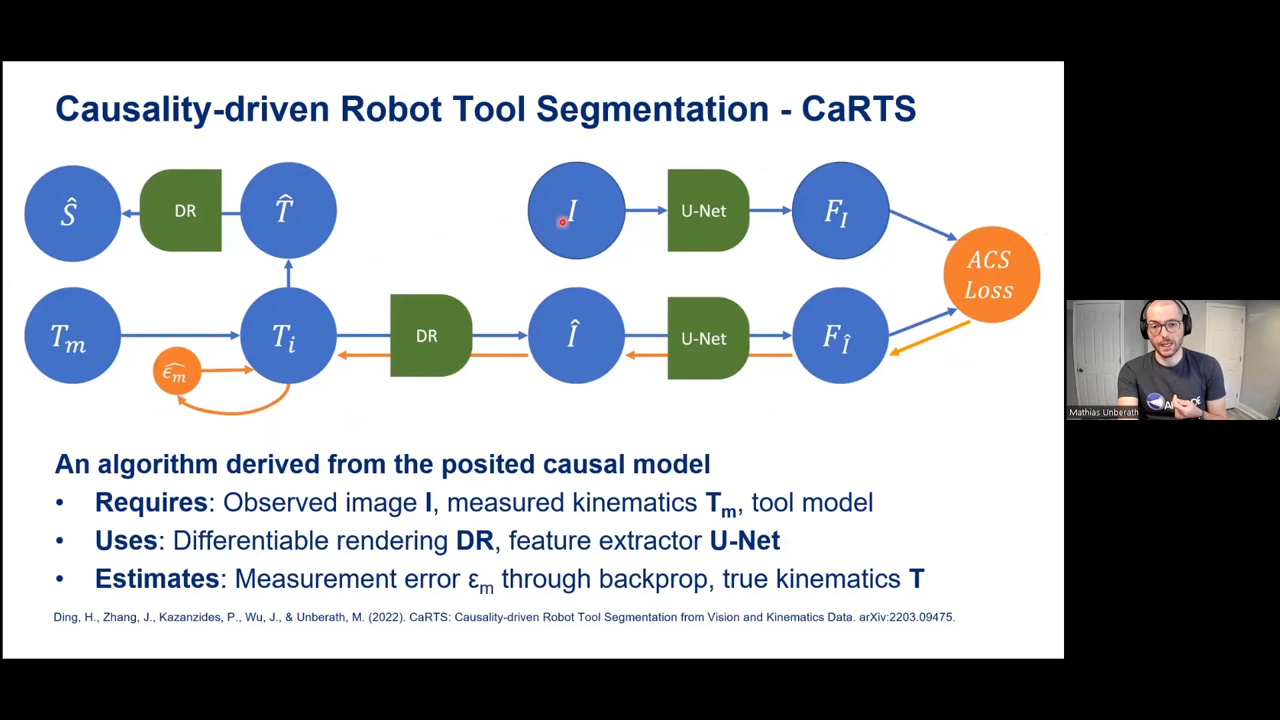 Causality-driven Robot Tool Segmentation - CaRTS
Ŝ
DR
T̂
I
U-Net
F_I
ACS
Loss
T_m
T_i
DR
Î
U-Net
F_Î
ϵ̂_m
An algorithm derived from the posited causal model
• Requires: Observed image I, measured kinematics T_m, tool model
• Uses: Differentiable rendering DR, feature extractor U-Net
• Estimates: Measurement error ε_m through backprop, true kinematics T
Ding, H., Zhang, J., Kazanzides, P., Wu, J., & Unberath, M. (2022). CaRTS: Causality-driven Robot Tool Segmentation from Vision and Kinematics Data. arXiv:2203.09475.
Mathias Unberath